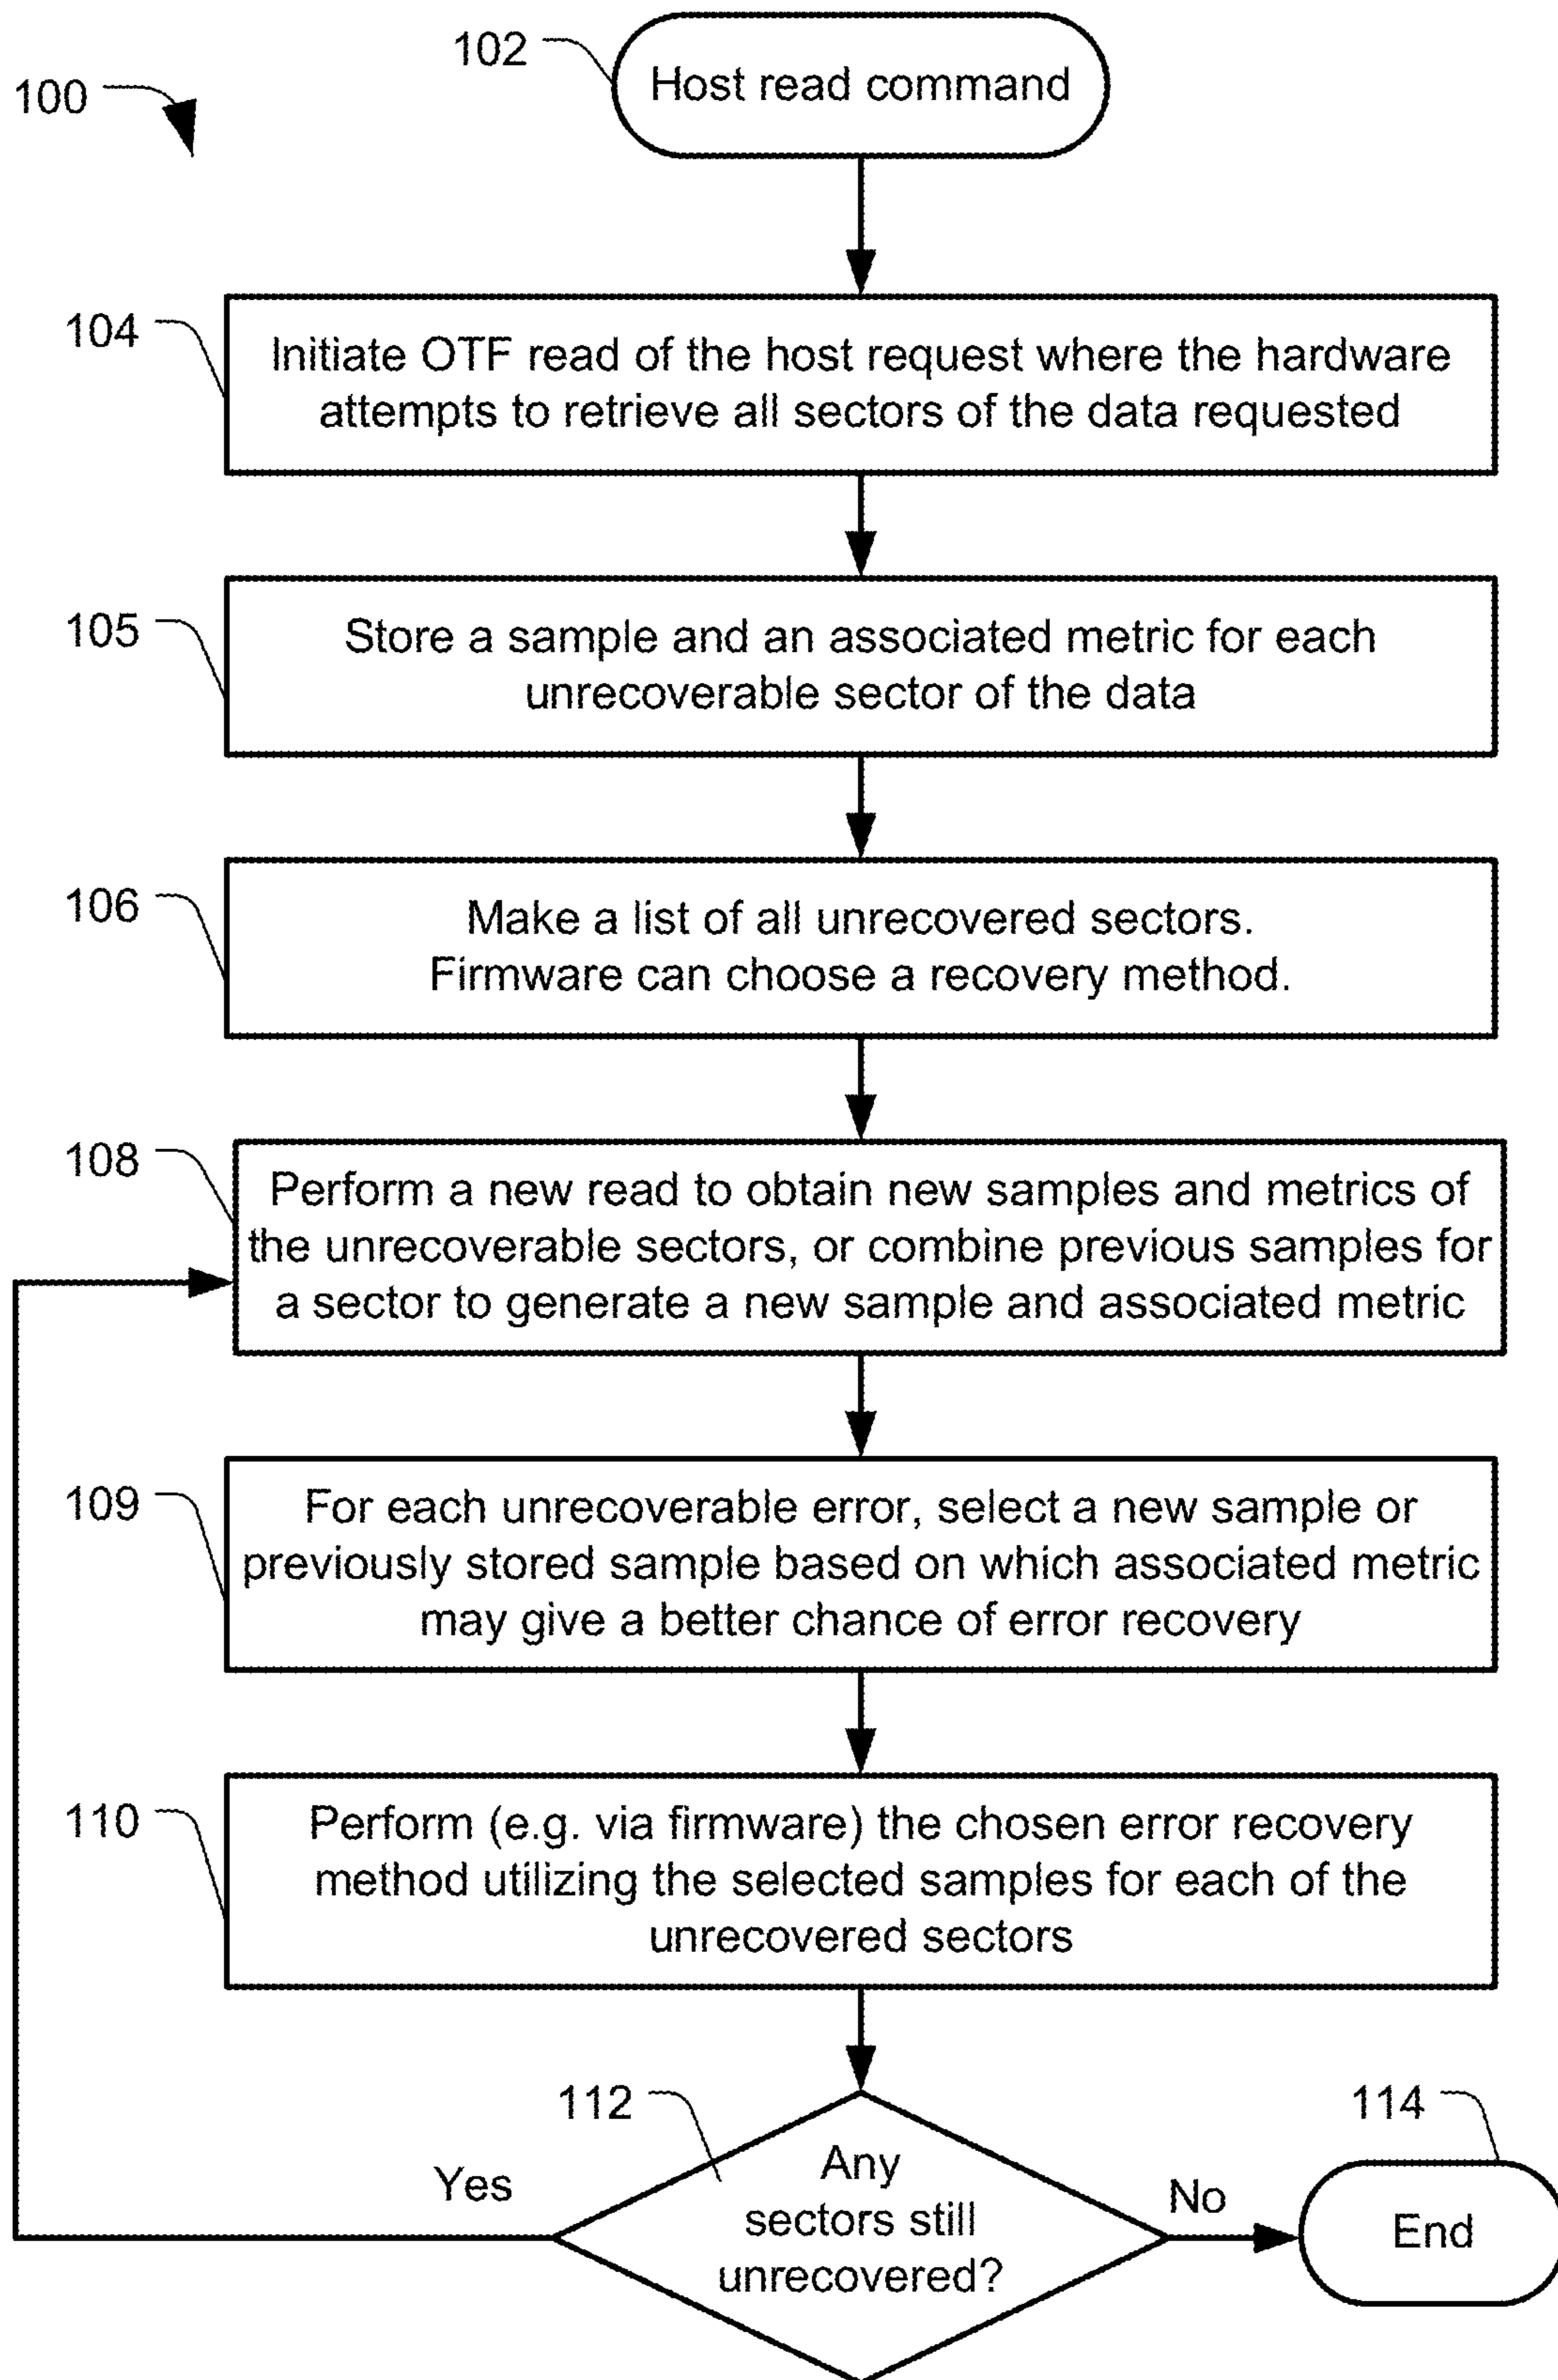 102
Host read command
100
104
Initiate OTF read of the host request where the hardware
attempts to retrieve all sectors of the data requested
105
Store a sample and an associated metric for each
unrecoverable sector of the data
106
Make a list of all unrecovered sectors.
Firmware can choose a recovery method.
108
Perform a new read to obtain new samples and metrics of
the unrecoverable sectors, or combine previous samples for
a sector to generate a new sample and associated metric
109
For each unrecoverable error, select a new sample or
previously stored sample based on which associated metric
may give a better chance of error recovery
110
Perform (e.g. via firmware) the chosen error recovery
method utilizing the selected samples for each of the
unrecovered sectors
112
Any
sectors still
unrecovered?
Yes
No
114
End